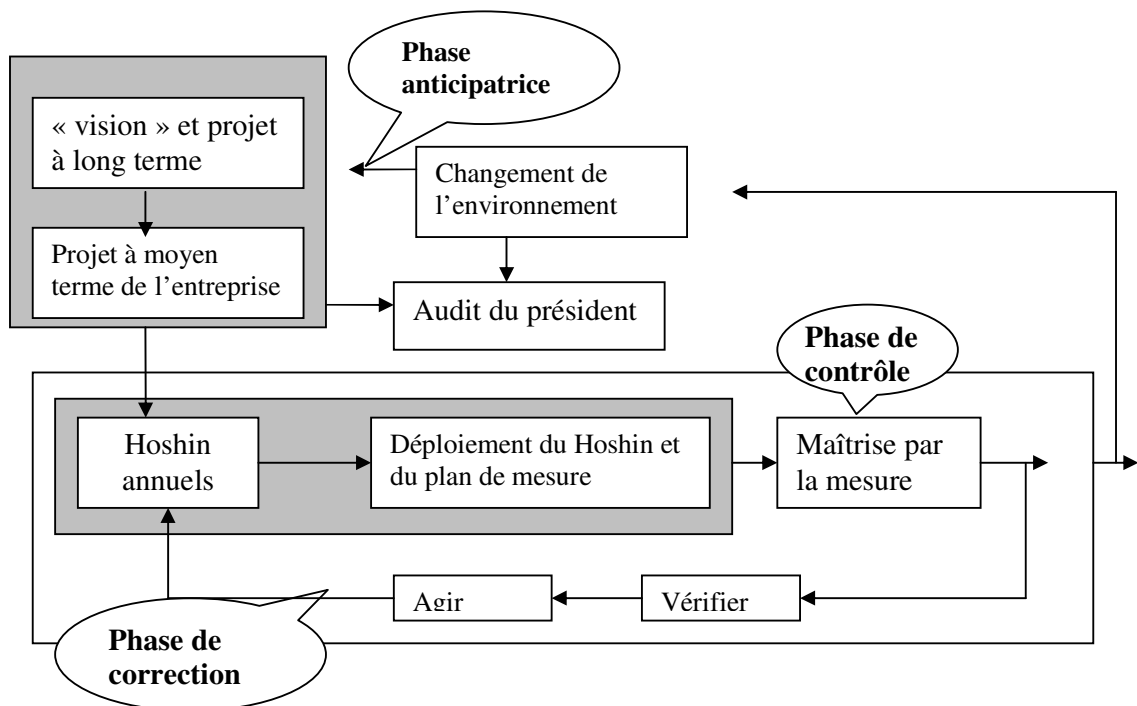 Phase
anticipatrice
« vision » et projet
à long terme
Changement de
l’environnement
Projet à moyen
terme de l’entreprise
Audit du président
Phase de
contrôle
Hoshin
annuels
Déploiement du Hoshin et
du plan de mesure
Maîtrise par
la mesure
Agir
Vérifier
Phase de
correction